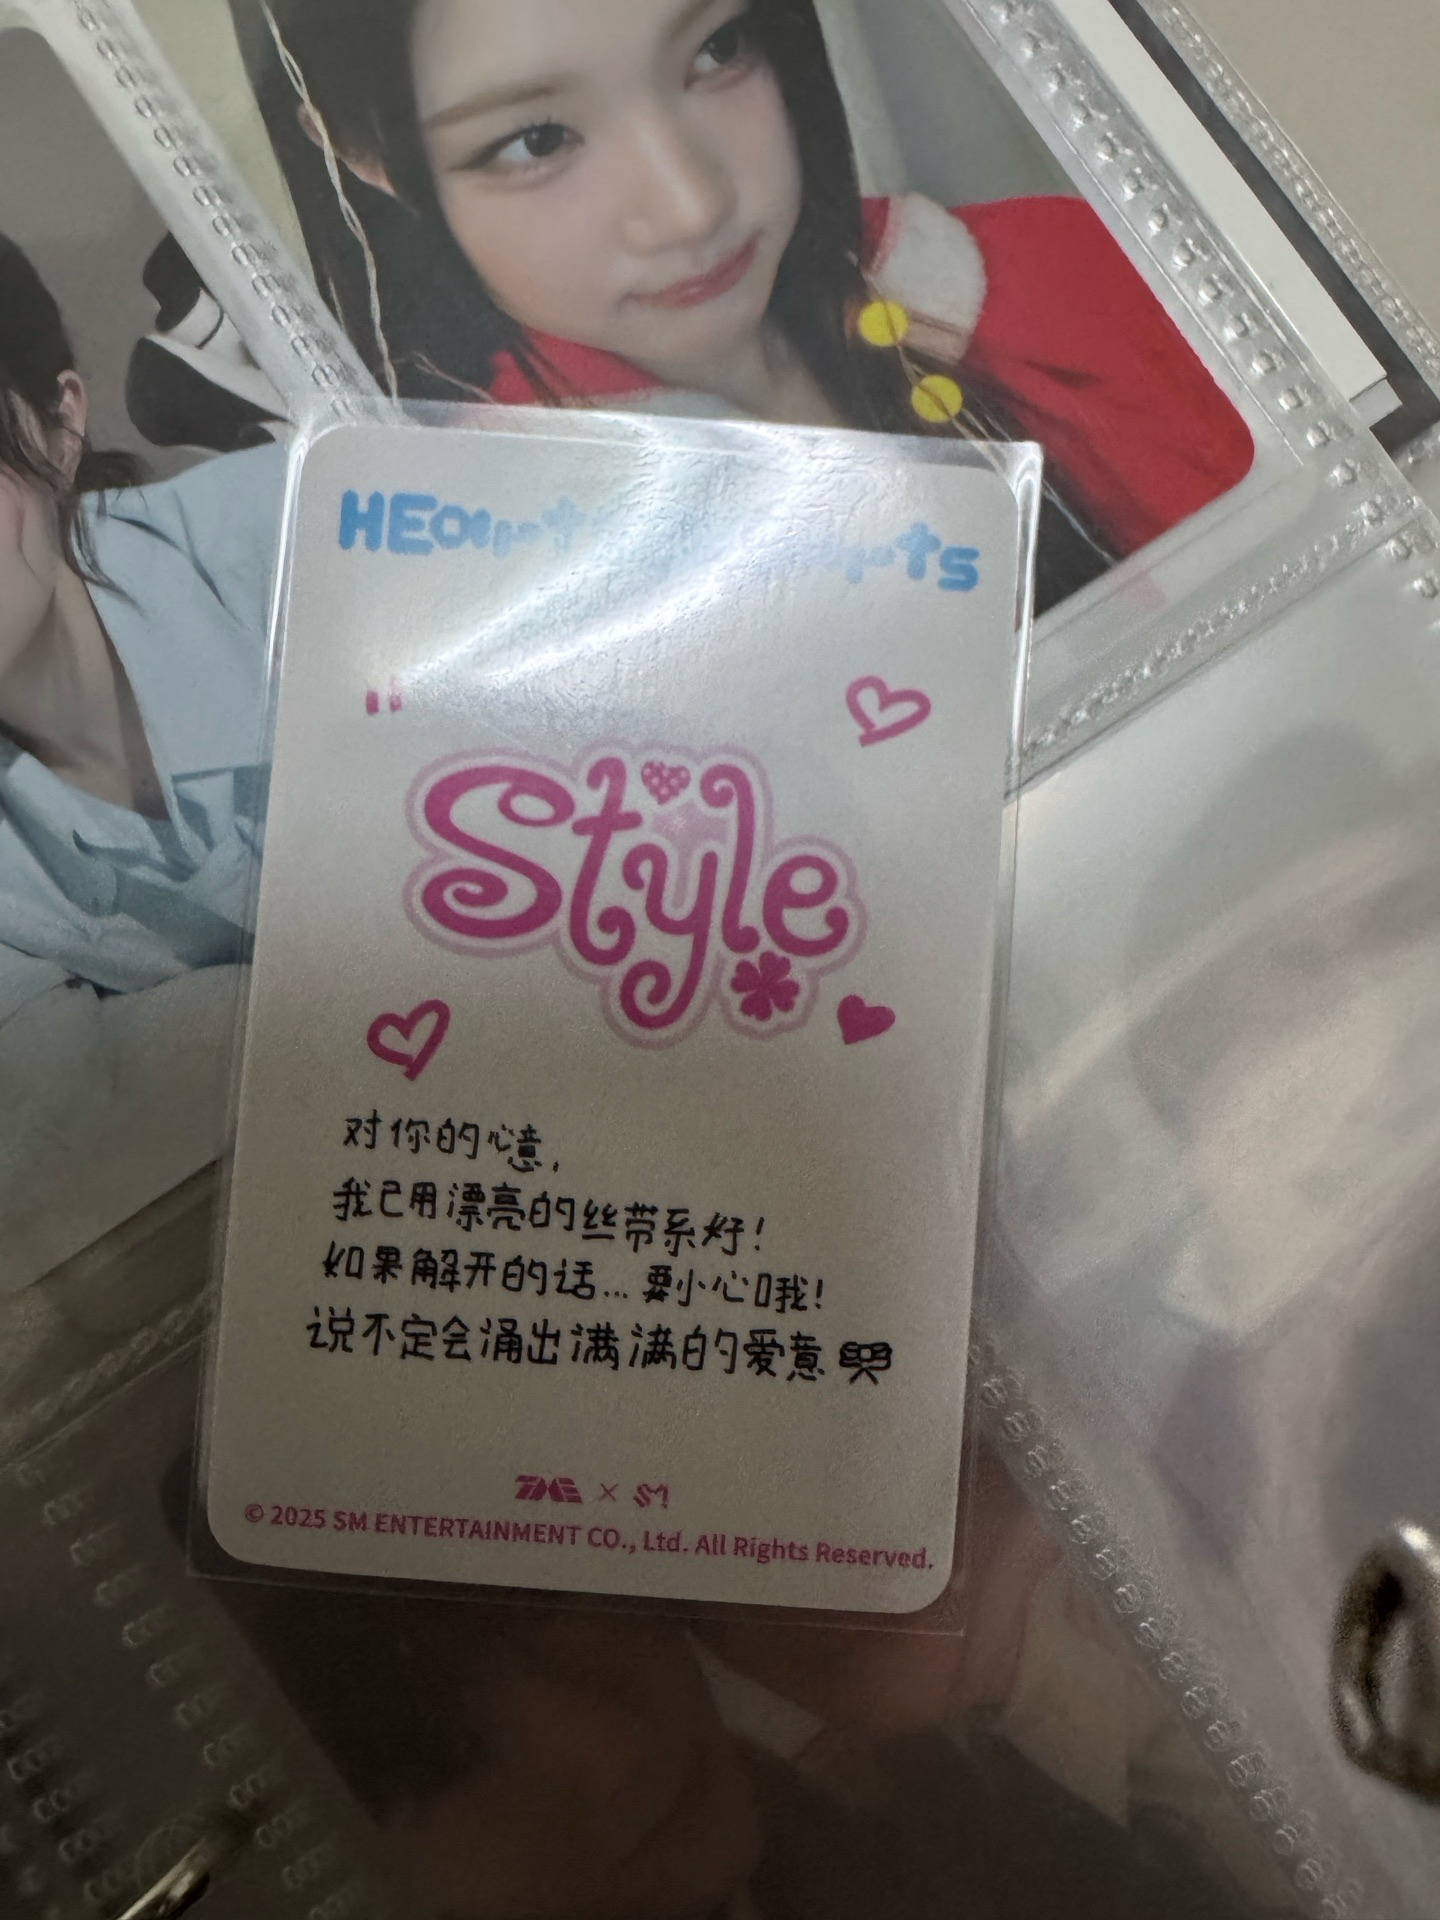 Style
对你的心意,
我已用漂亮的丝带系好!
如果解开的话... 要小心哦!
说不定会涌出满满的爱意
× SM
© 2025 SM ENTERTAINMENT CO., Ltd. All Rights Reserved.